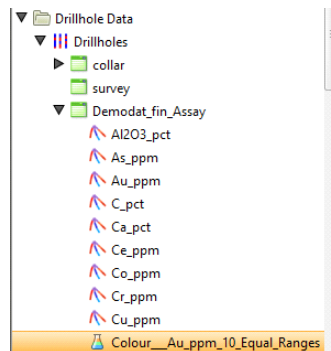 Drillhole Data
Drillholes
collar
survey
Demodat_fin_Assay
Al2O3_pct
As_ppm
Au_ppm
C_pct
Ca_pct
Ce_ppm
Co_ppm
Cr_ppm
Cu_ppm
Colour__Au_ppm_10_Equal_Ranges